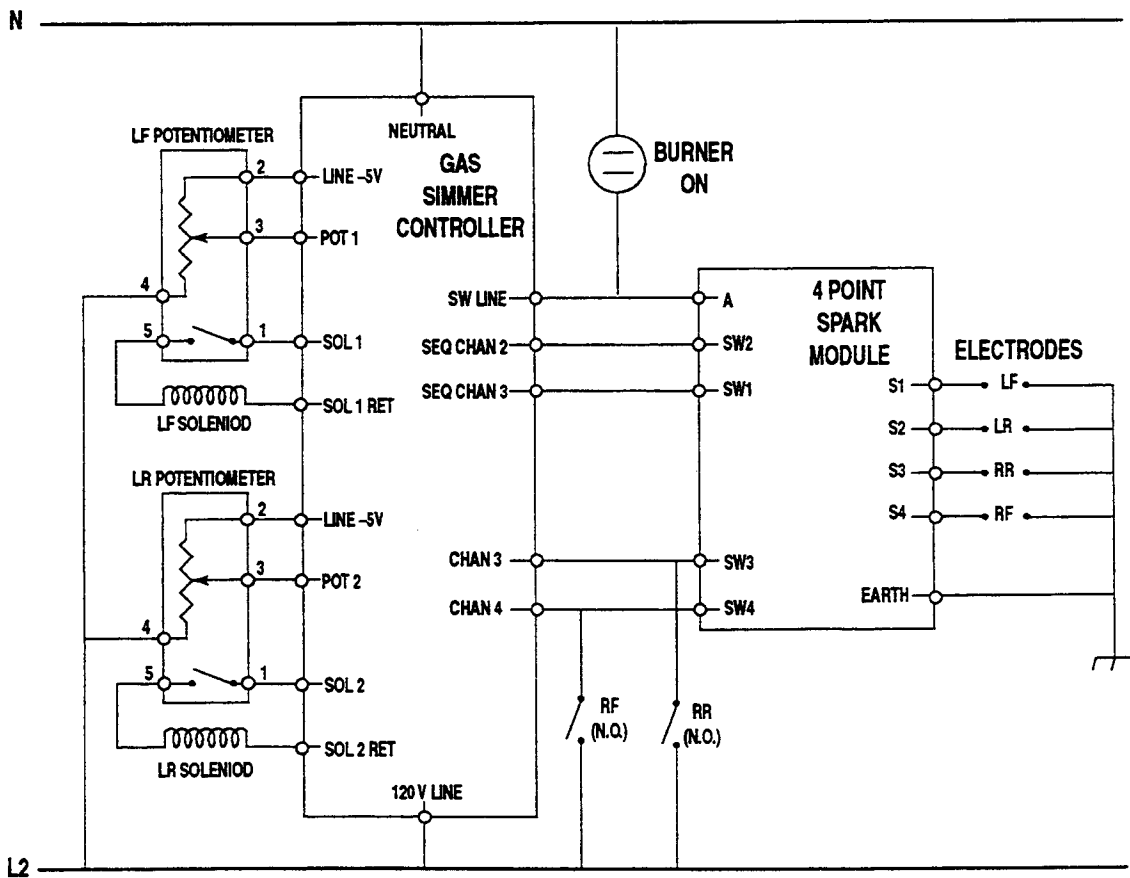 N
LF POTENTIOMETER
2
3
4
5
1
LF SOLENIOD
LR POTENTIOMETER
2
3
4
5
1
LR SOLENIOD
NEUTRAL
GAS
SIMMER
CONTROLLER
LINE –5V
POT 1
SOL 1
SOL 1 RET
LINE –5V
POT 2
SOL 2
SOL 2 RET
120 V LINE
SW LINE
SEQ CHAN 2
SEQ CHAN 3
CHAN 3
CHAN 4
BURNER
ON
4 POINT
SPARK
MODULE
A
SW2
SW1
SW3
SW4
S1
S2
S3
S4
EARTH
ELECTRODES
LF
LR
RR
RF
RF
(N.O.)
RR
(N.O.)
L2